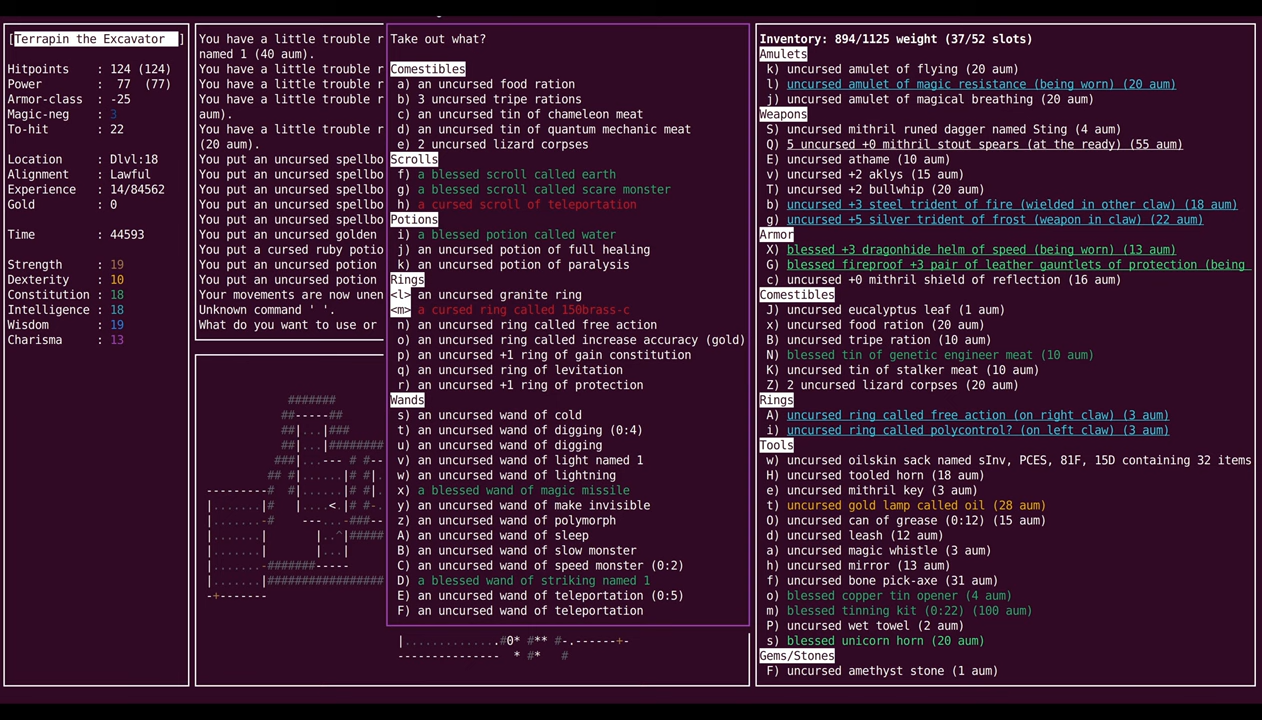 [Terrapin the Excavator ]
Hitpoints : 124 (124)
Power : 77 (77)
Armor-class : -25
Magic-neg : 3
To-hit : 22
Location : Dlvl:18
Alignment : Lawful
Experience : 14/84562
Gold : 0
Time : 44593
Strength : 19
Dexterity : 10
Constitution : 18
Intelligence : 18
Wisdom : 19
Charisma : 13
You have a little trouble r
named 1 (40 aum).
You have a little trouble r
You have a little trouble r
You have a little trouble r
aum).
You have a little trouble r
(20 aum).
You put an uncursed spellbo
You put an uncursed spellbo
You put an uncursed spellbo
You put an uncursed spellbo
You put an uncursed golden
You put a cursed ruby potio
You put an uncursed potion
You put an uncursed potion
Your movements are now unen
Unknown command ' '.
What do you want to use or
Take out what?
Comestibles
a) an uncursed food ration
b) 3 uncursed tripe rations
c) an uncursed tin of chameleon meat
d) an uncursed tin of quantum mechanic meat
e) 2 uncursed lizard corpses
Scrolls
f) a blessed scroll called earth
g) a blessed scroll called scare monster
h) a cursed scroll of teleportation
Potions
i) a blessed potion called water
j) an uncursed potion of full healing
k) an uncursed potion of paralysis
Rings
<l> an uncursed granite ring
<m> a cursed ring called 150brass-c
n) an uncursed ring called free action
o) an uncursed ring called increase accuracy (gold)
p) an uncursed +1 ring of gain constitution
q) an uncursed ring of levitation
r) an uncursed +1 ring of protection
Wands
s) an uncursed wand of cold
t) an uncursed wand of digging (0:4)
u) an uncursed wand of digging
v) an uncursed wand of light named 1
w) an uncursed wand of lightning
x) a blessed wand of magic missile
y) an uncursed wand of make invisible
z) an uncursed wand of polymorph
A) an uncursed wand of sleep
B) an uncursed wand of slow monster
C) an uncursed wand of speed monster (0:2)
D) a blessed wand of striking named 1
E) an uncursed wand of teleportation (0:5)
F) an uncursed wand of teleportation
Inventory: 894/1125 weight (37/52 slots)
Amulets
k) uncursed amulet of flying (20 aum)
l) uncursed amulet of magic resistance (being worn) (20 aum)
j) uncursed amulet of magical breathing (20 aum)
Weapons
S) uncursed mithril runed dagger named Sting (4 aum)
Q) 5 uncursed +0 mithril stout spears (at the ready) (55 aum)
E) uncursed athame (10 aum)
v) uncursed +2 aklys (15 aum)
T) uncursed +2 bullwhip (20 aum)
b) uncursed +3 steel trident of fire (wielded in other claw) (18 aum)
g) uncursed +5 silver trident of frost (weapon in claw) (22 aum)
Armor
X) blessed +3 dragonhide helm of speed (being worn) (13 aum)
G) blessed fireproof +3 pair of leather gauntlets of protection (being
c) uncursed +0 mithril shield of reflection (16 aum)
Comestibles
J) uncursed eucalyptus leaf (1 aum)
x) uncursed food ration (20 aum)
B) uncursed tripe ration (10 aum)
N) blessed tin of genetic engineer meat (10 aum)
K) uncursed tin of stalker meat (10 aum)
Z) 2 uncursed lizard corpses (20 aum)
Rings
A) uncursed ring called free action (on right claw) (3 aum)
i) uncursed ring called polycontrol? (on left claw) (3 aum)
Tools
w) uncursed oilskin sack named sInv, PCES, 81F, 15D containing 32 items
H) uncursed tooled horn (18 aum)
e) uncursed mithril key (3 aum)
t) uncursed gold lamp called oil (28 aum)
O) uncursed can of grease (0:12) (15 aum)
d) uncursed leash (12 aum)
a) uncursed magic whistle (3 aum)
h) uncursed mirror (13 aum)
f) uncursed bone pick-axe (31 aum)
o) blessed copper tin opener (4 aum)
m) blessed tinning kit (0:22) (100 aum)
P) uncursed wet towel (2 aum)
s) blessed unicorn horn (20 aum)
Gems/Stones
F) uncursed amethyst stone (1 aum)